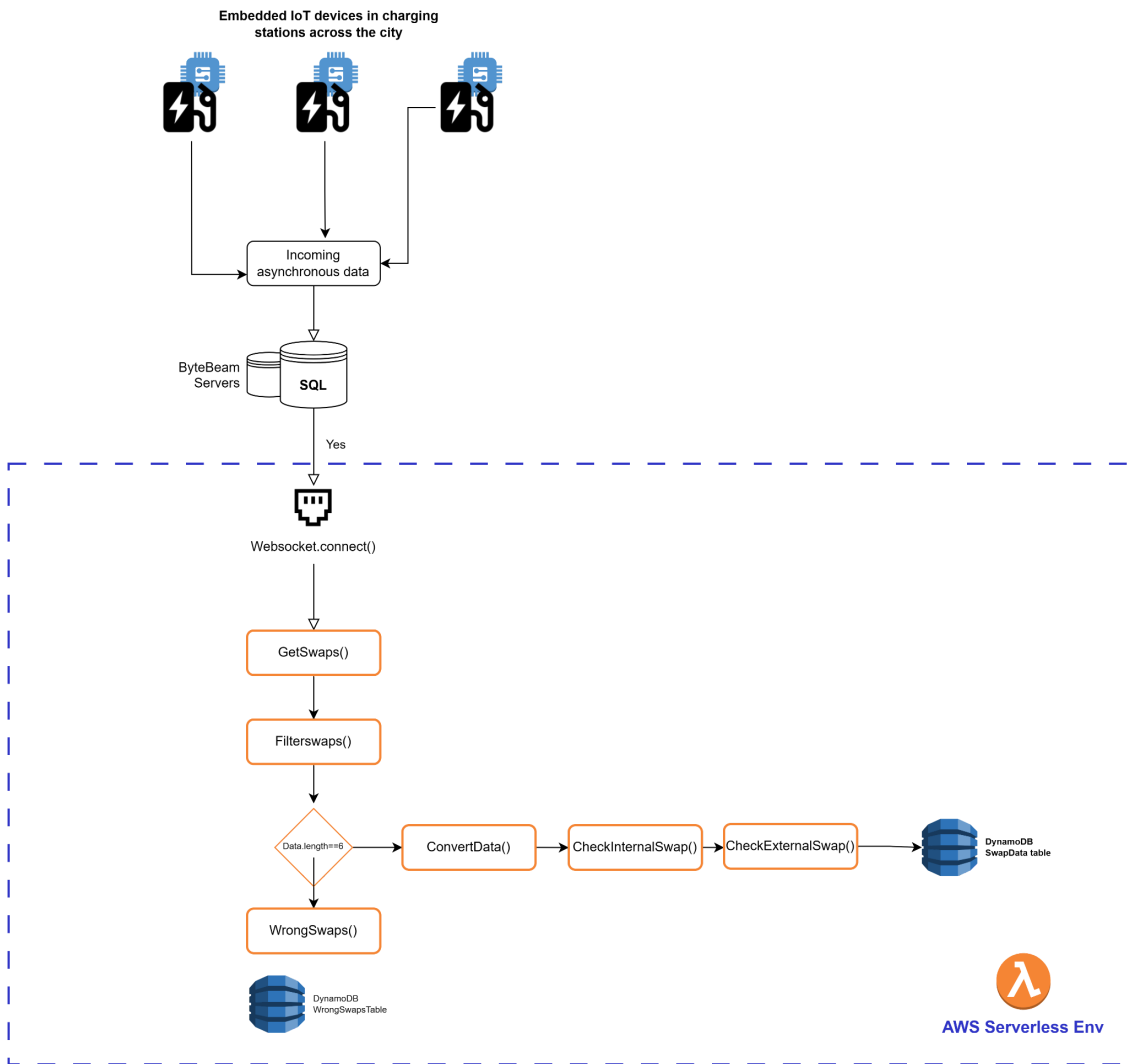 Embedded IoT devices in charging
stations across the city
Incoming
asynchronous data
ByteBeam
Servers
SQL
Yes
Websocket.connect()
GetSwaps()
Filterswaps()
Data.length==6
ConvertData()
CheckInternalSwap()
CheckExternalSwap()
DynamoDB
SwapData table
WrongSwaps()
DynamoDB
WrongSwapsTable
AWS Serverless Env